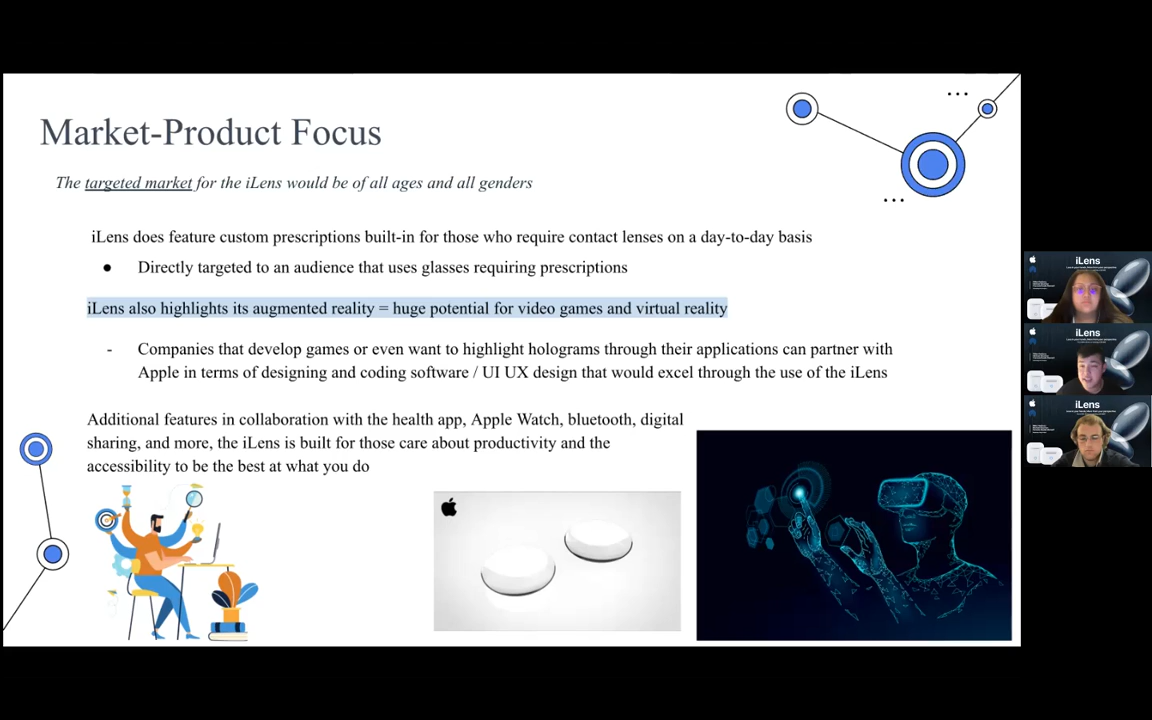 Market-Product Focus
The targeted market for the iLens would be of all ages and all genders
iLens does feature custom prescriptions built-in for those who require contact lenses on a day-to-day basis
● Directly targeted to an audience that uses glasses requiring prescriptions
iLens also highlights its augmented reality = huge potential for video games and virtual reality
- Companies that develop games or even want to highlight holograms through their applications can partner with
Apple in terms of designing and coding software / UI UX design that would excel through the use of the iLens
Additional features in collaboration with the health app, Apple Watch, bluetooth, digital
sharing, and more, the iLens is built for those care about productivity and the
accessibility to be the best at what you do
iLens
iLens
iLens